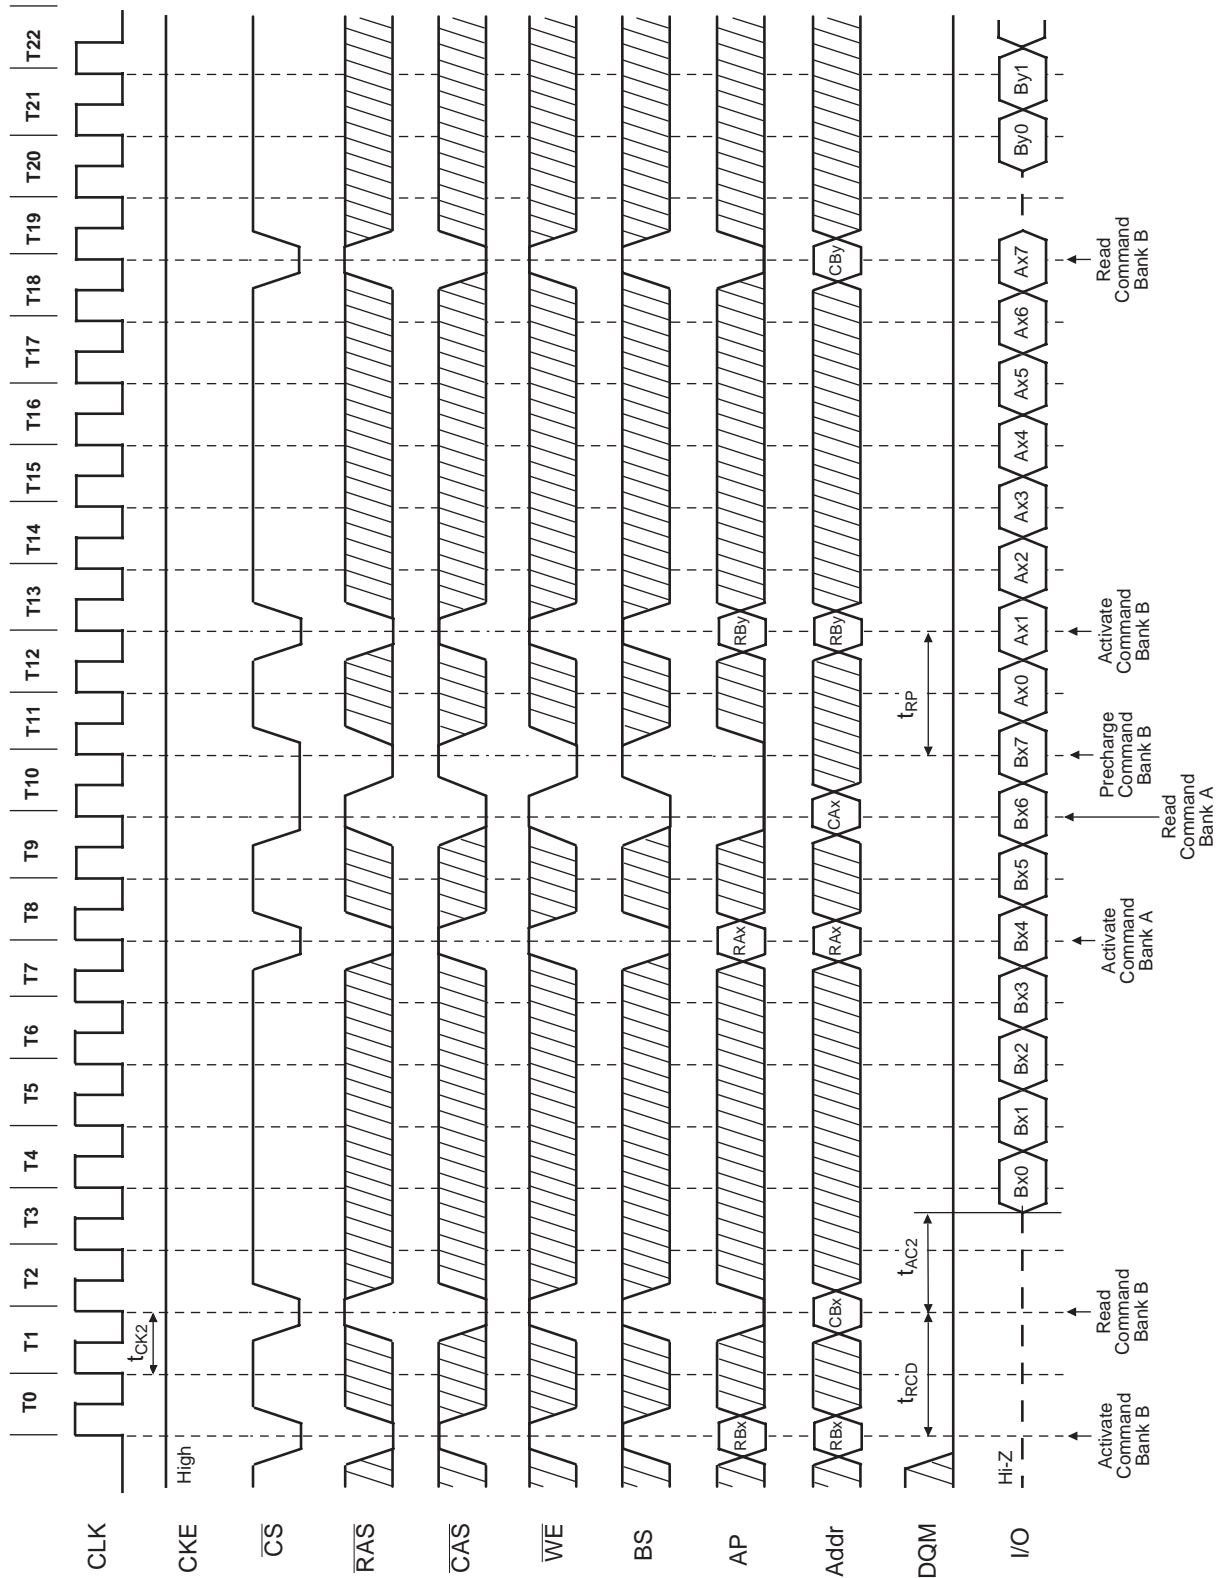 T0 T1 T2 T3 T4 T5 T6 T7 T8 T9 T10 T11 T12 T13 T14 T15 T16 T17 T18 T19 T20 T21 T22
CLK
tCK2
CKE
High
CS
RAS
CAS
WE
BS
AP
RBx RAx RBy
Addr
RBx CBx RAx CAx RBy CBy
DQM
tRCD tAC2 tRP
I/O
Hi-Z
Bx0 Bx1 Bx2 Bx3 Bx4 Bx5 Bx6 Bx7 Ax0 Ax1 Ax2 Ax3 Ax4 Ax5 Ax6 Ax7 By0 By1
Activate
Command
Bank B
Read
Command
Bank B
Activate
Command
Bank A
Read
Command
Bank A
Precharge
Command
Bank B
Activate
Command
Bank B
Read
Command
Bank B